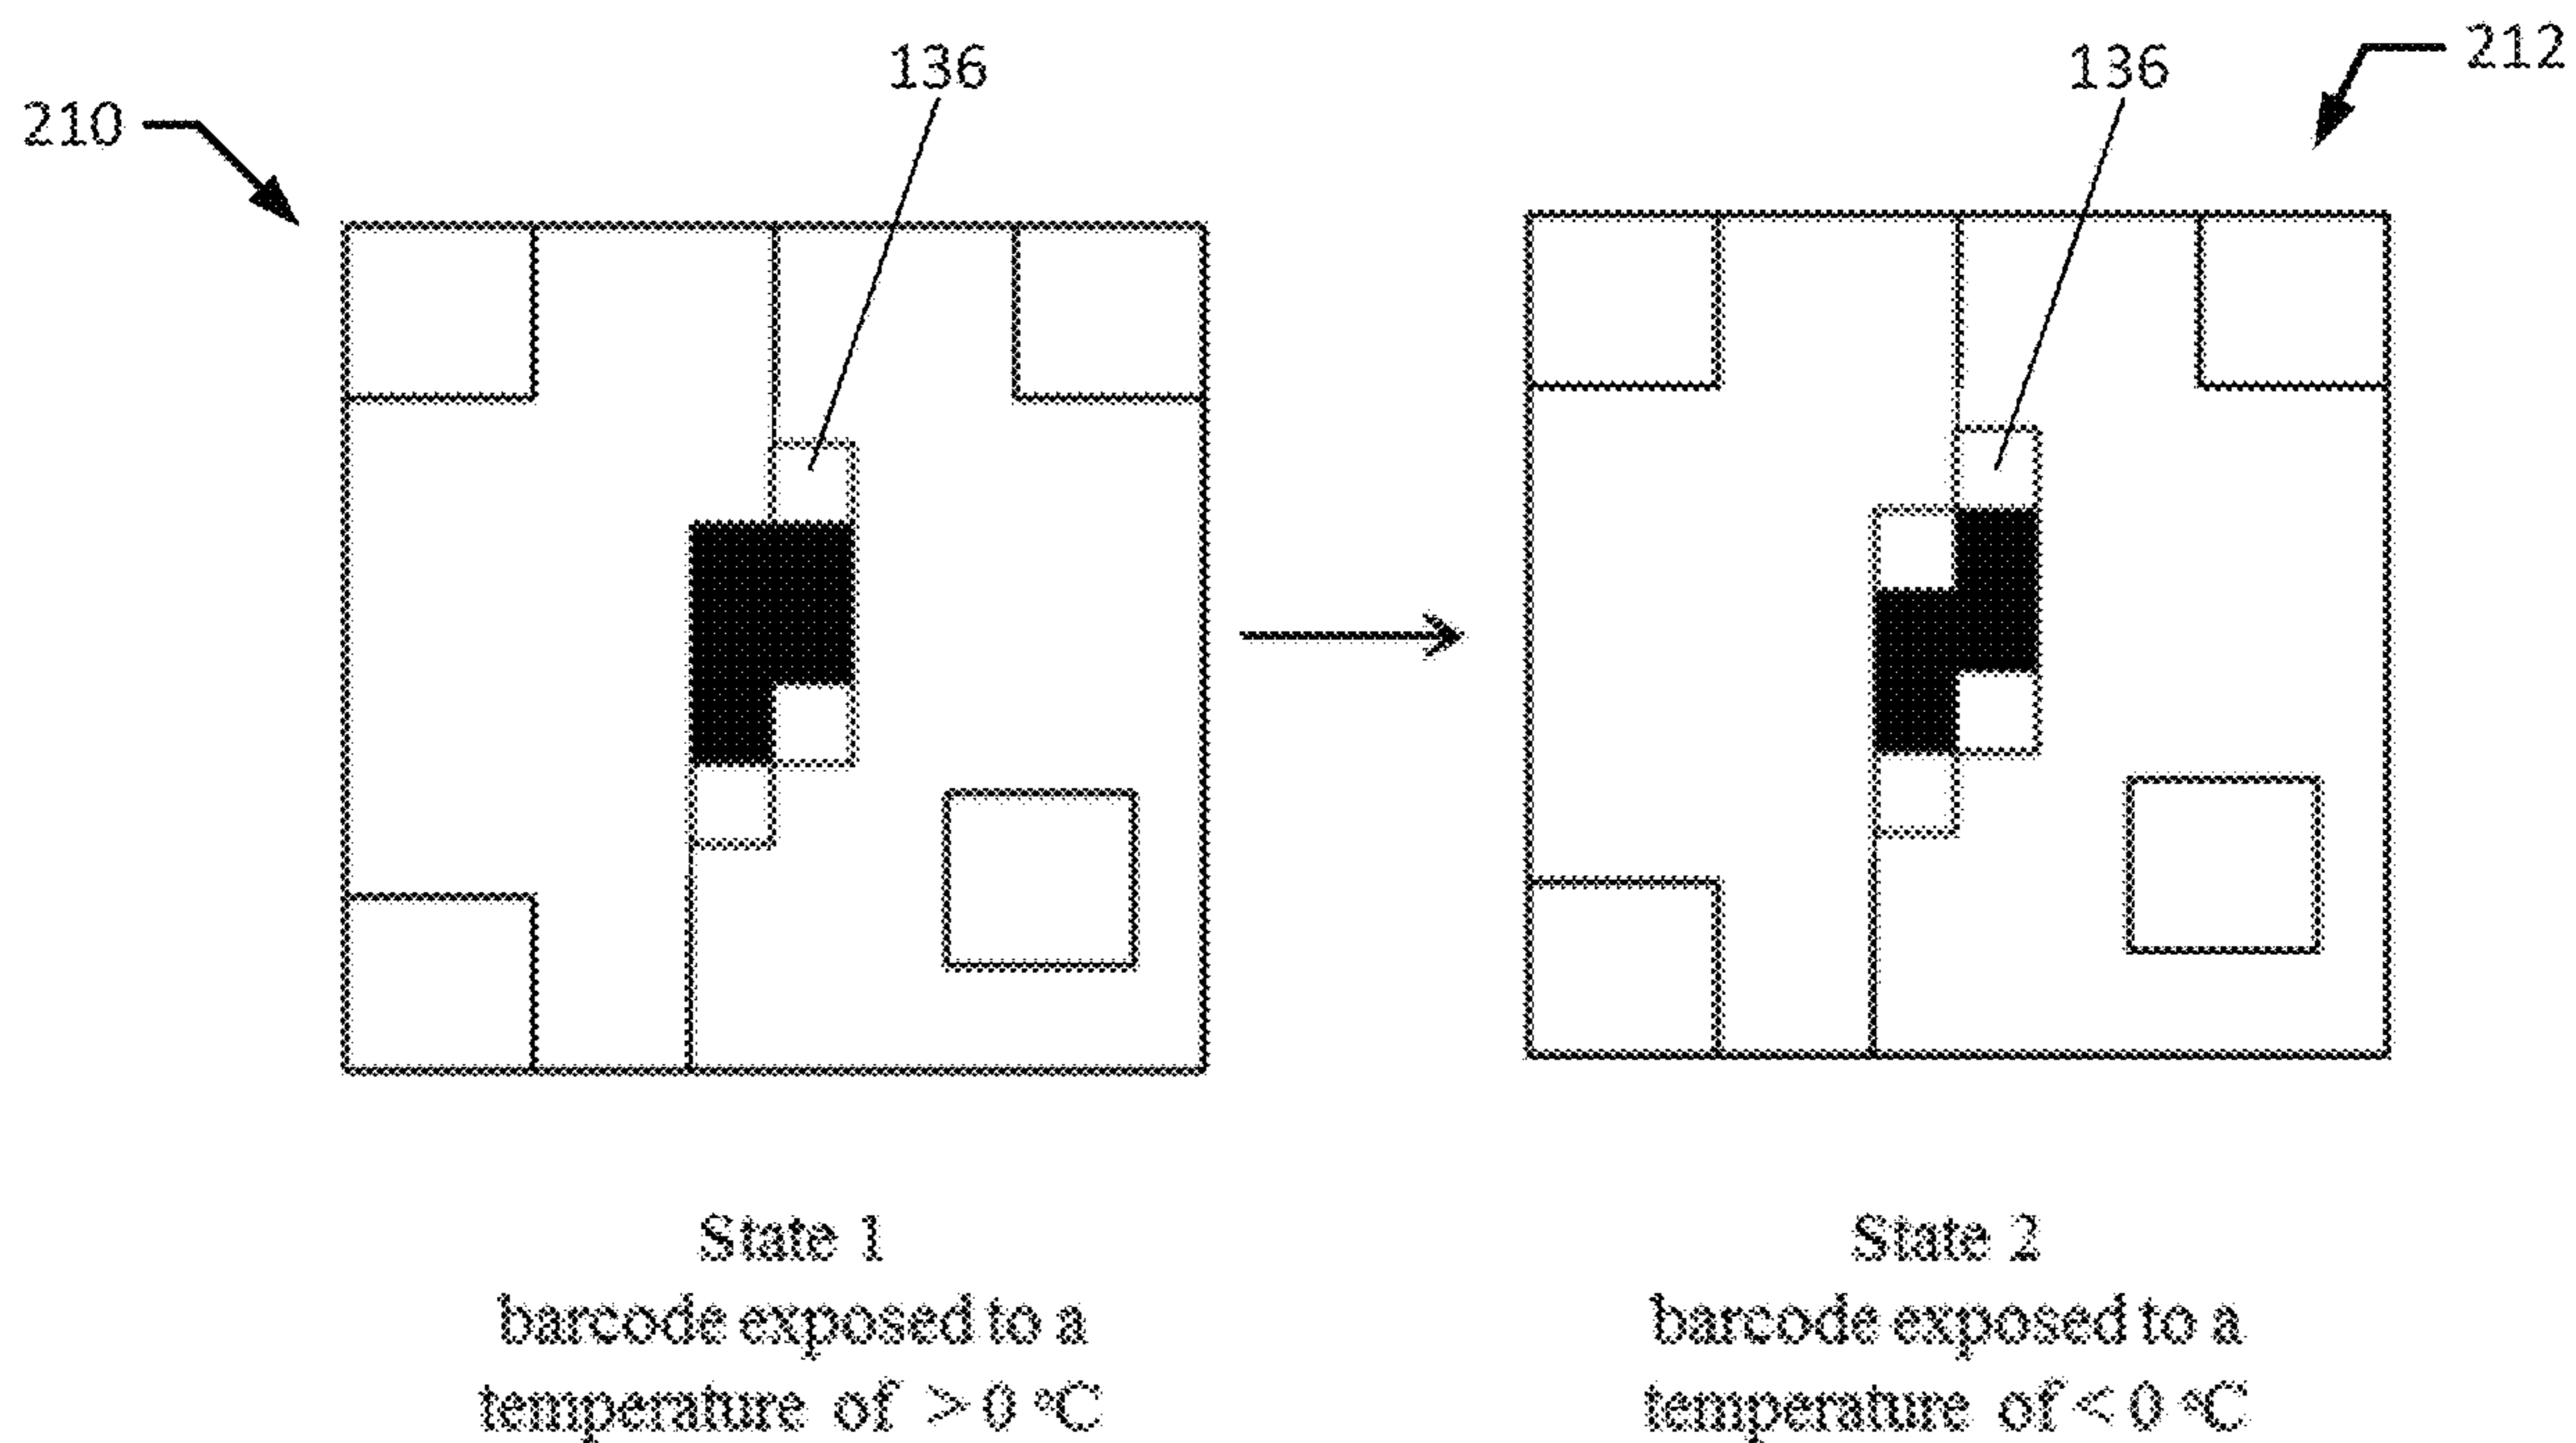 210
136
136
212
State 1
barcode exposed to a
temperature of > 0 °C
State 2
barcode exposed to a
temperature of < 0 °C